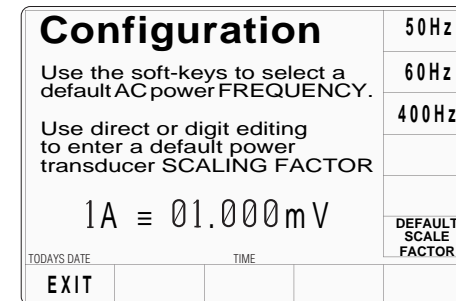 Configuration
Use the soft-keys to select a
default AC power FREQUENCY.
Use direct or digit editing
to enter a default power
transducer SCALING FACTOR
1A ≡ 01.000mV
TODAYS DATE
TIME
50Hz
60Hz
400Hz
DEFAULT
SCALE
FACTOR
EXIT